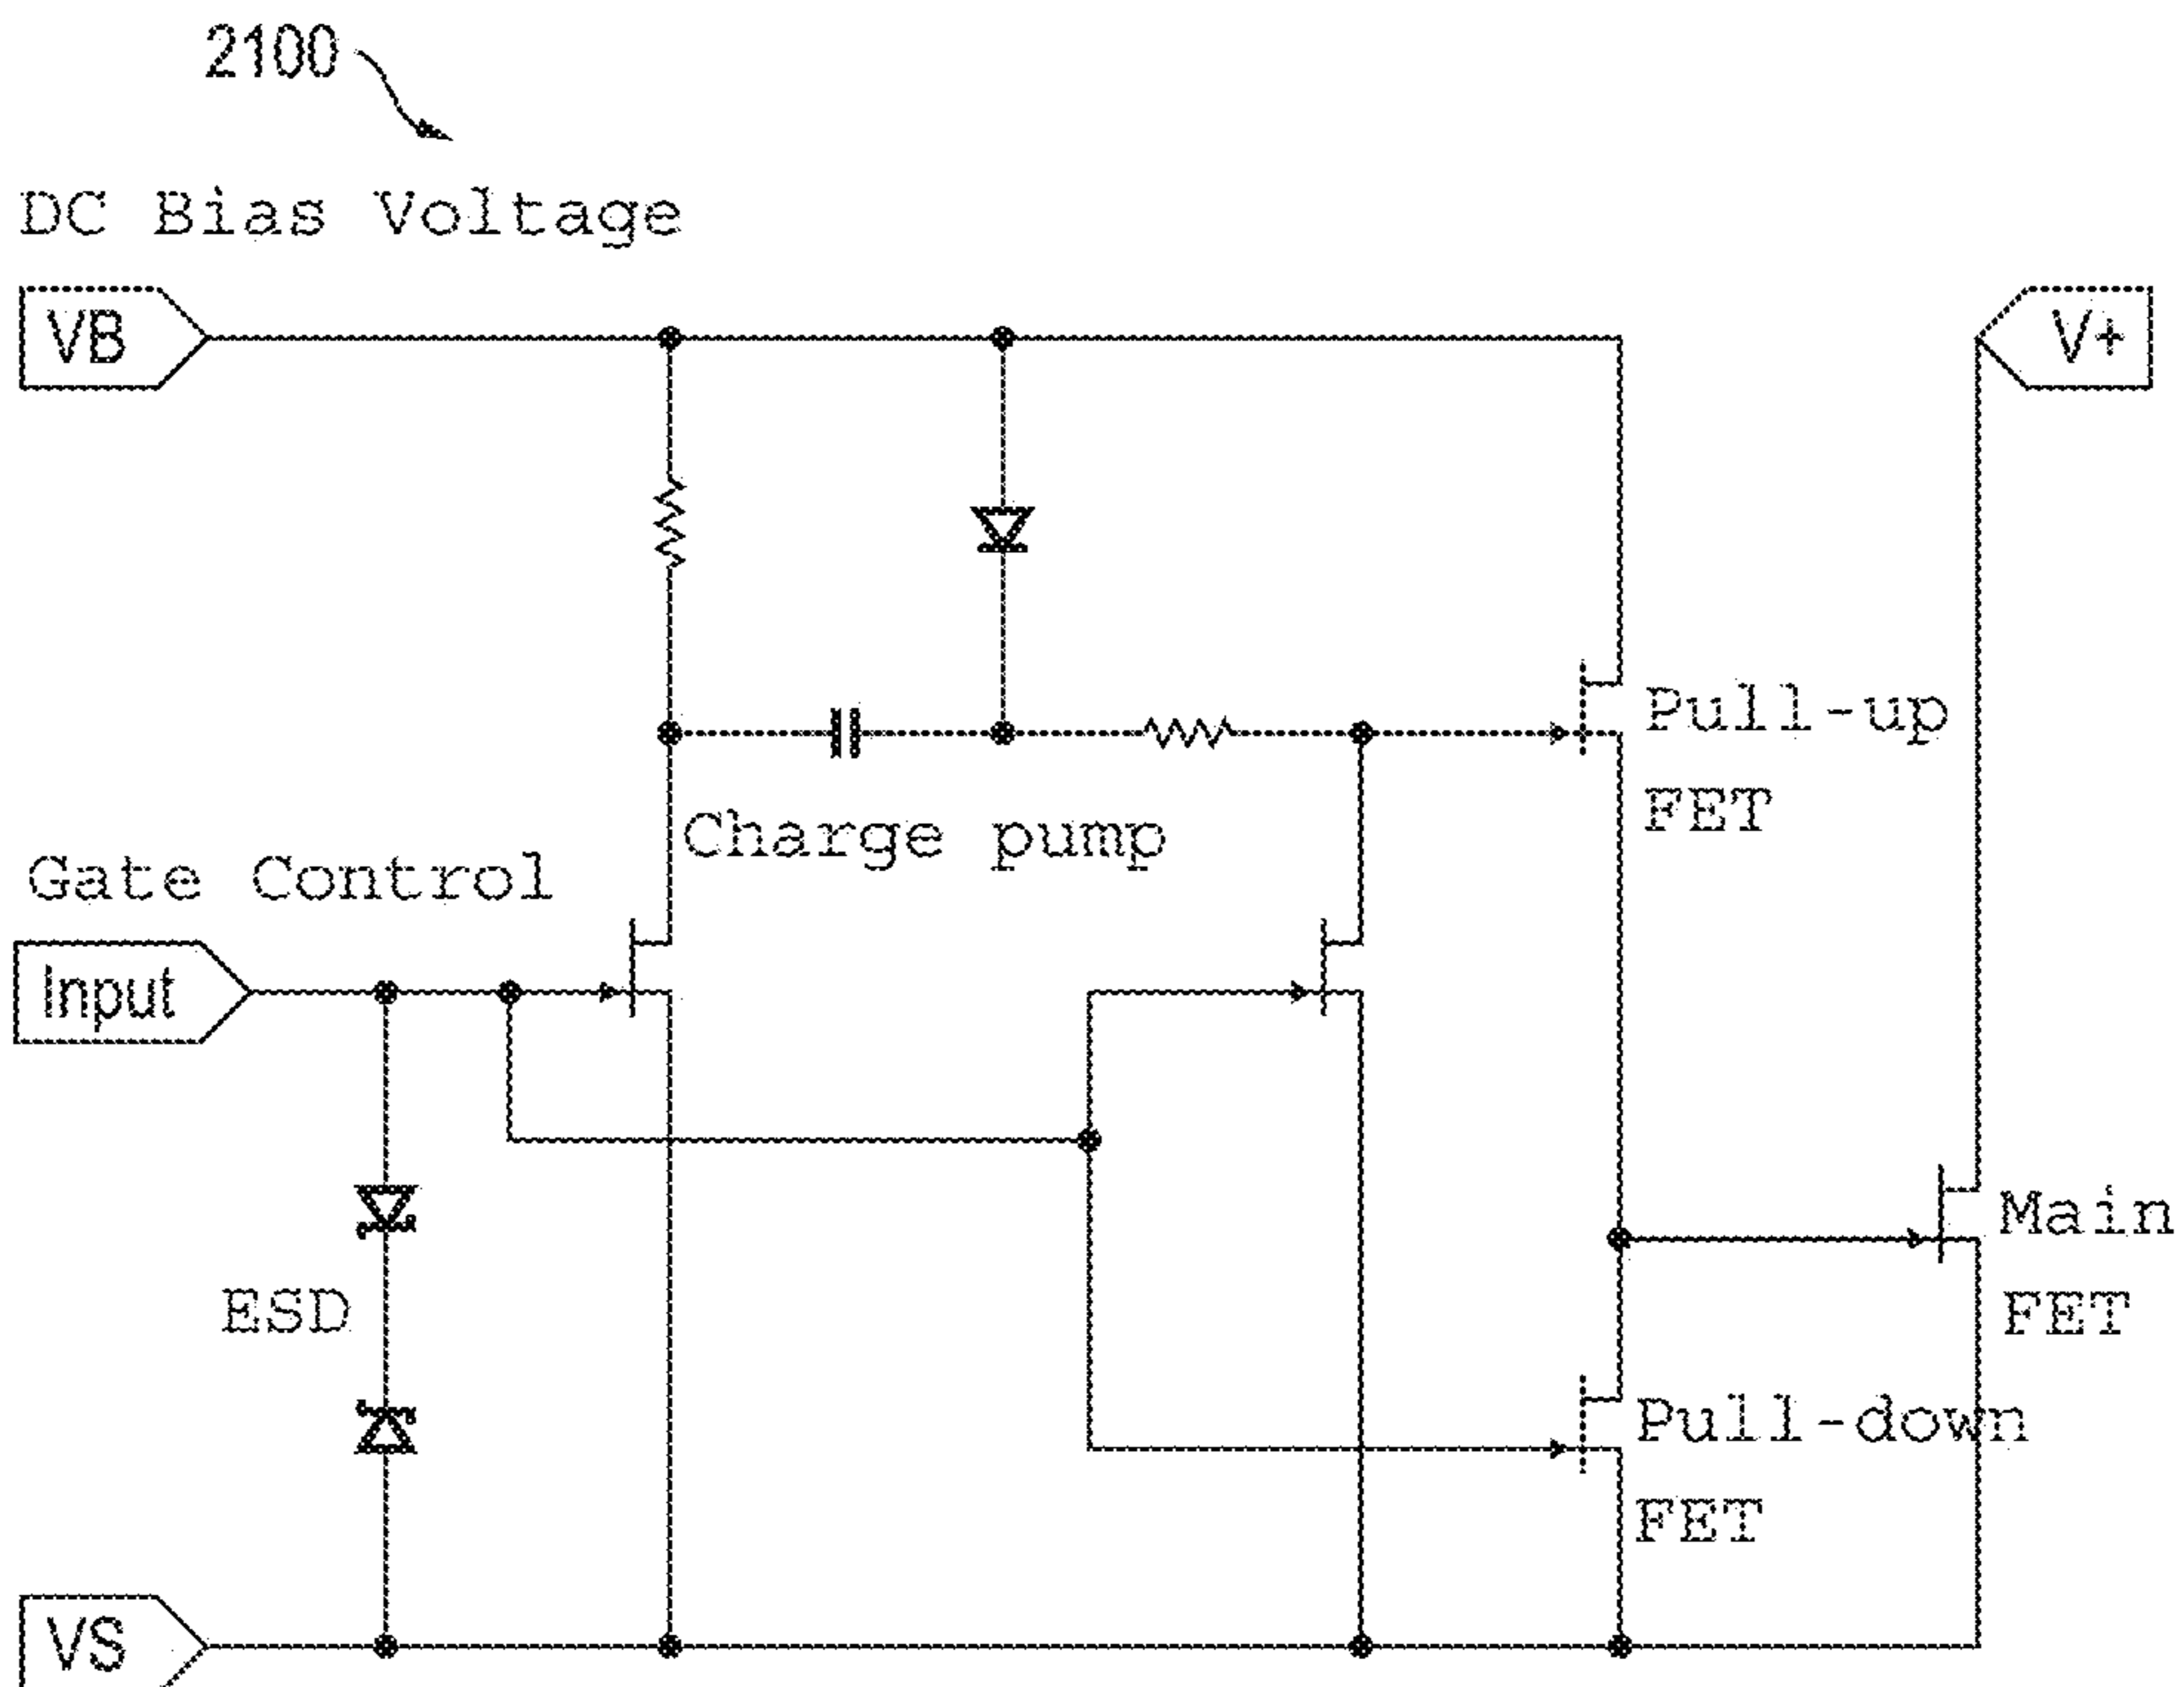 2100
DC Bias Voltage
VB
V+
Pull-up
FET
Charge pump
Gate Control
Input
Main
FET
ESD
Pull-down
FET
VS